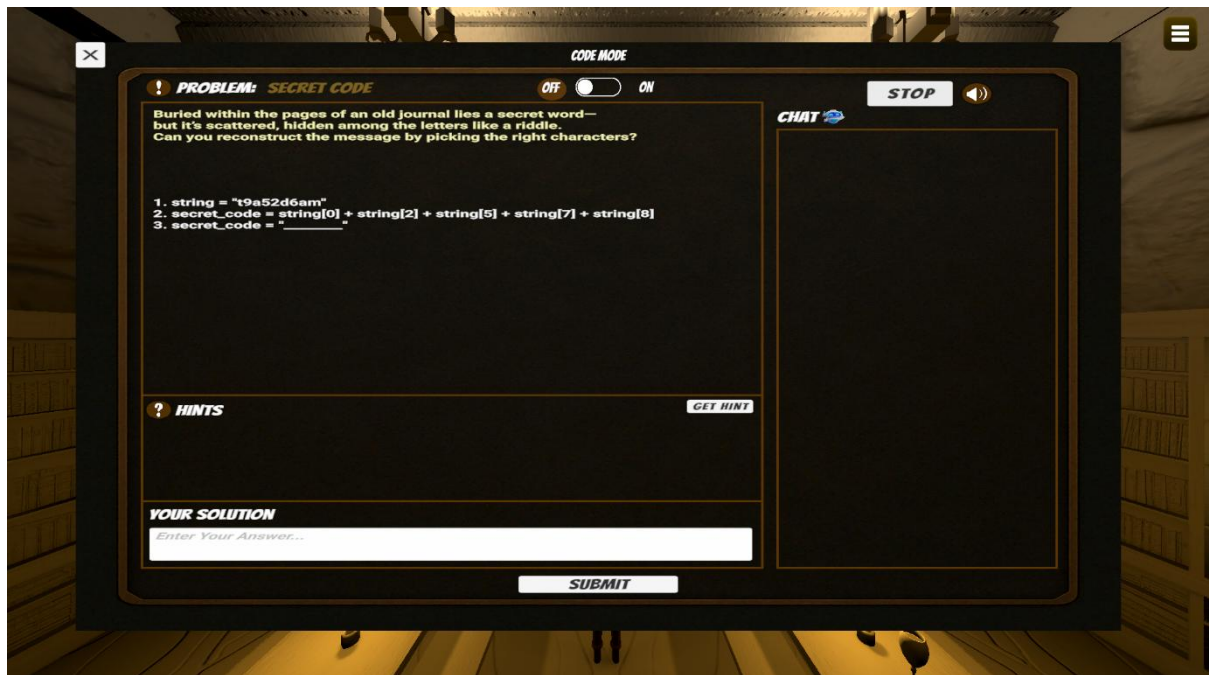 CODE MODE
! PROBLEM: SECRET CODE
OFF ON
STOP
Buried within the pages of an old journal lies a secret word—
but it's scattered, hidden among the letters like a riddle.
Can you reconstruct the message by picking the right characters?
1. string = "t9a52d6am"
2. secret_code = string[0] + string[2] + string[5] + string[7] + string[8]
3. secret_code = "________"
CHAT
? HINTS
GET HINT
YOUR SOLUTION
Enter Your Answer...
SUBMIT